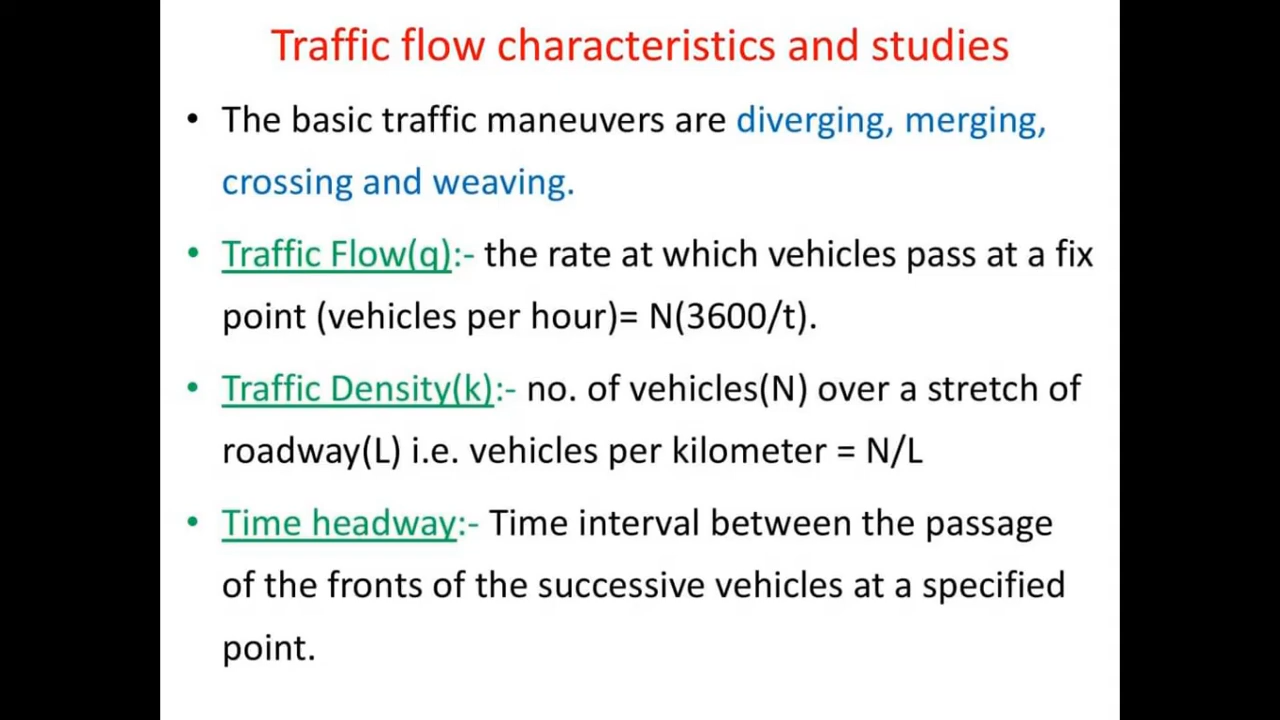 Traffic flow characteristics and studies
• The basic traffic maneuvers are diverging, merging,
crossing and weaving.
• Traffic Flow(q):- the rate at which vehicles pass at a fix
point (vehicles per hour)= N(3600/t).
• Traffic Density(k):- no. of vehicles(N) over a stretch of
roadway(L) i.e. vehicles per kilometer = N/L
• Time headway:- Time interval between the passage
of the fronts of the successive vehicles at a specified
point.